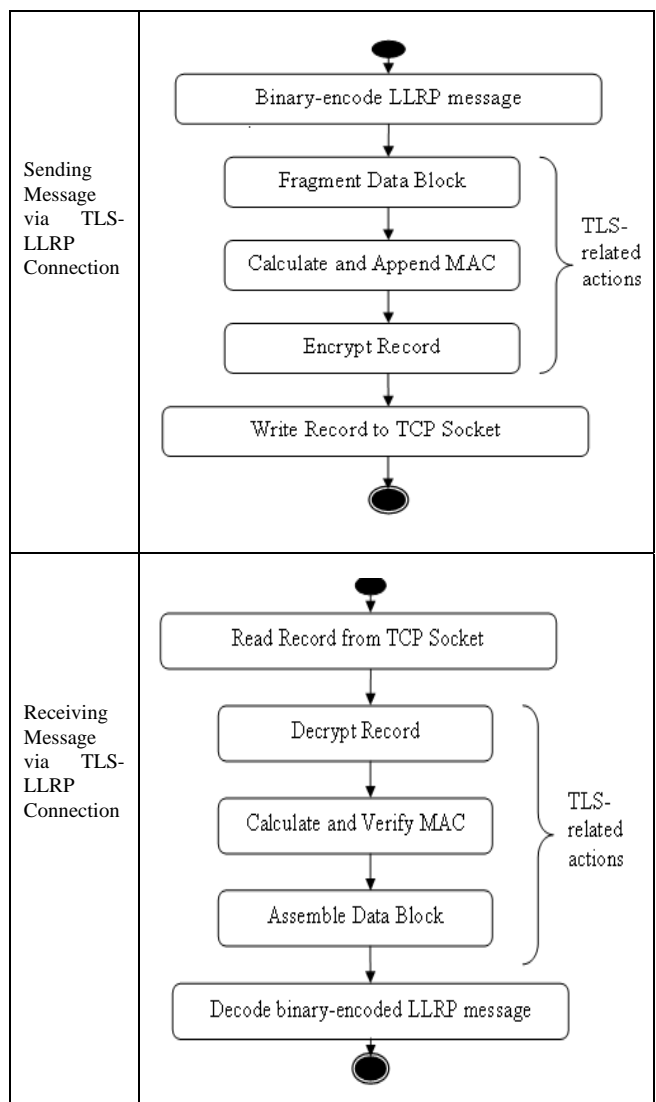 Sending
Message
via TLS-
LLRP
Connection
Binary-encode LLRP message
Fragment Data Block
Calculate and Append MAC
Encrypt Record
Write Record to TCP Socket
TLS-
related
actions
Receiving
Message
via TLS-
LLRP
Connection
Read Record from TCP Socket
Decrypt Record
Calculate and Verify MAC
Assemble Data Block
Decode binary-encoded LLRP message
TLS-
related
actions